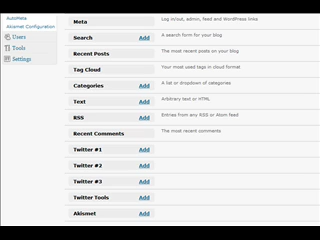 AutoMeta
Akismet Configuration
Users
Tools
Settings
Meta Log in/out, admin, feed and WordPress links
Search Add A search form for your blog
Recent Posts The most recent posts on your blog
Tag Cloud Your most used tags in cloud format
Categories Add A list or dropdown of categories
Text Add Arbitrary text or HTML
RSS Add Entries from any RSS or Atom feed
Recent Comments The most recent comments
Twitter #1 Add
Twitter #2 Add
Twitter #3 Add
Twitter Tools Add
Akismet Add